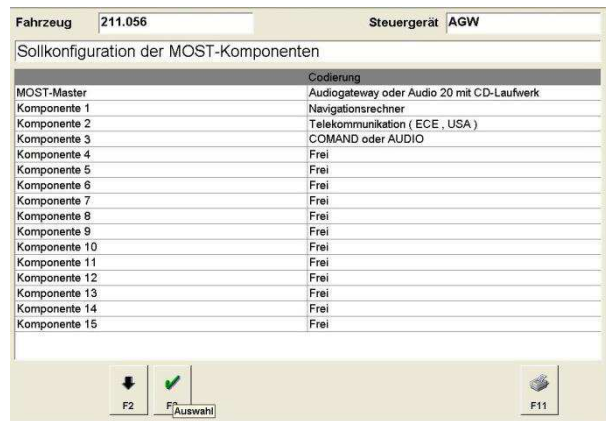 Fahrzeug 211.056 Steuergerät AGW
Sollkonfiguration der MOST-Komponenten
Codierung
MOST-Master Audiogateway oder Audio 20 mit CD-Laufwerk
Komponente 1 Navigationsrechner
Komponente 2 Telekommunikation ( ECE , USA )
Komponente 3 COMAND oder AUDIO
Komponente 4 Frei
Komponente 5 Frei
Komponente 6 Frei
Komponente 7 Frei
Komponente 8 Frei
Komponente 9 Frei
Komponente 10 Frei
Komponente 11 Frei
Komponente 12 Frei
Komponente 13 Frei
Komponente 14 Frei
Komponente 15 Frei
F2 F11
Auswahl